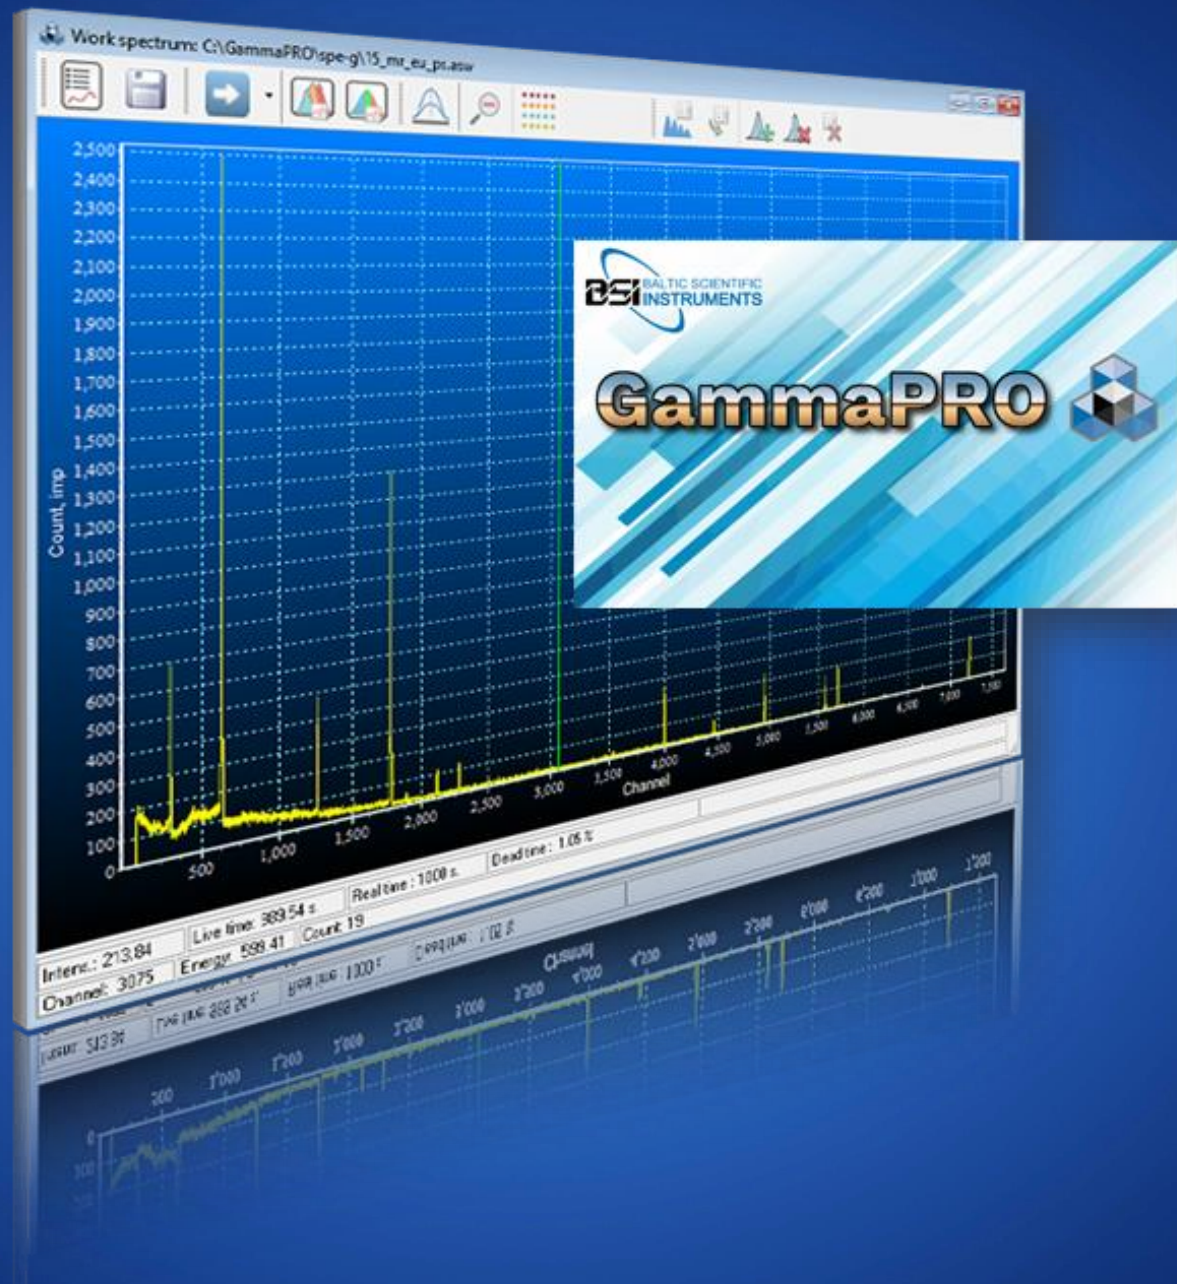 Work spectrum: C:\GammaPRO\spe-g\15_mr_eu_ps.asw
2,500
2,400
2,300
2,200
2,100
2,000
1,900
1,800
1,700
1,600
1,500
1,400
1,300
1,200
1,100
1,000
900
800
700
600
500
400
300
200
100
0
Count, imp
500 1,000 1,500 2,000 2,500 3,000 3,500 4,000 4,500 5,000 5,500 6,000 6,500 7,000 7,500
Channel
BSI BALTIC SCIENTIFIC
INSTRUMENTS
GammaPRO
Intens.: 213.84 Live time: 989.54 s. Real time: 1000 s. Dead time: 1.05 %
Channel: 3075 Energy: 599.41 Count: 19